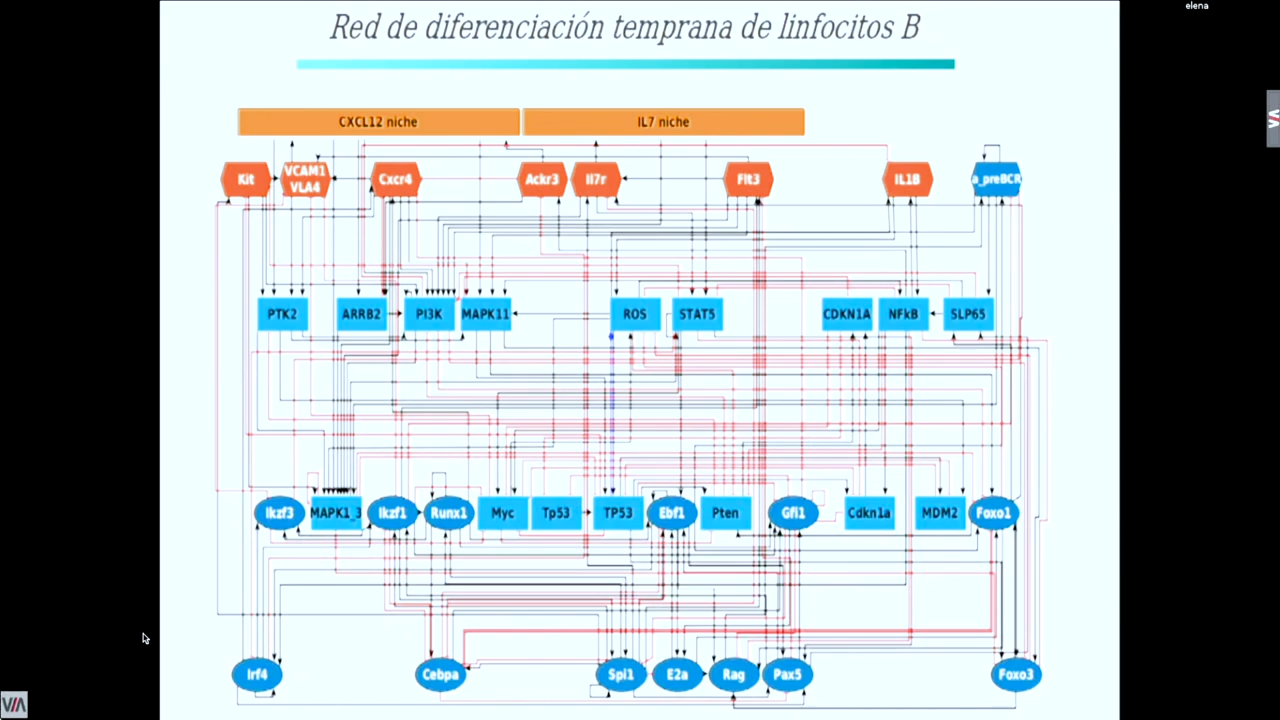 elena
Red de diferenciación temprana de linfocitos B
CXCL12 niche IL7 niche
Kit VCAM1 VLA4 Cxcr4 Ackr3 Il7r Flt3 IL1B a_preBCR
PTK2 ARRB2 PI3K MAPK11 ROS STAT5 CDKN1A NFkB SLP65
Ikzf3 MAPK1_3 Ikzf1 Runx1 Myc Tp53 TP53 Ebf1 Pten Gfi1 Cdkn1a MDM2 Foxo1
Irf4 Cebpa Spi1 E2a Rag Pax5 Foxo3
VIA